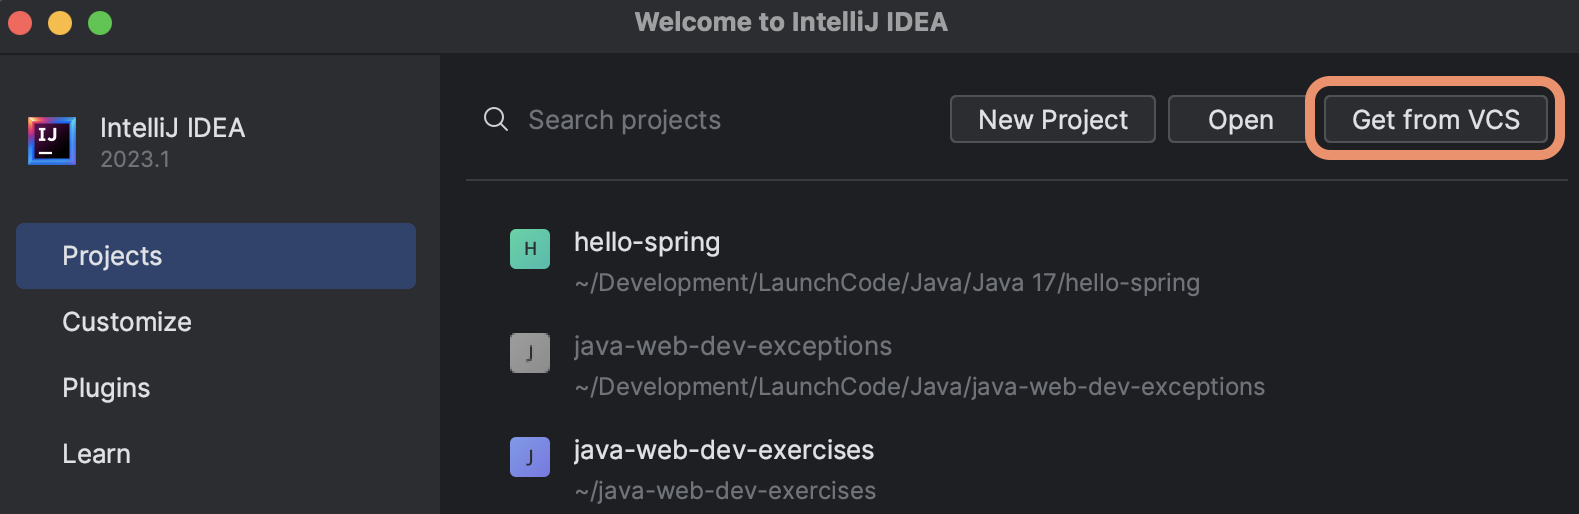 Welcome to IntelliJ IDEA
IJ
IntelliJ IDEA
2023.1
Projects
Customize
Plugins
Learn
Search projects
New Project
Open
Get from VCS
H
hello-spring
~/Development/LaunchCode/Java/Java 17/hello-spring
J
java-web-dev-exceptions
~/Development/LaunchCode/Java/java-web-dev-exceptions
J
java-web-dev-exercises
~/java-web-dev-exercises